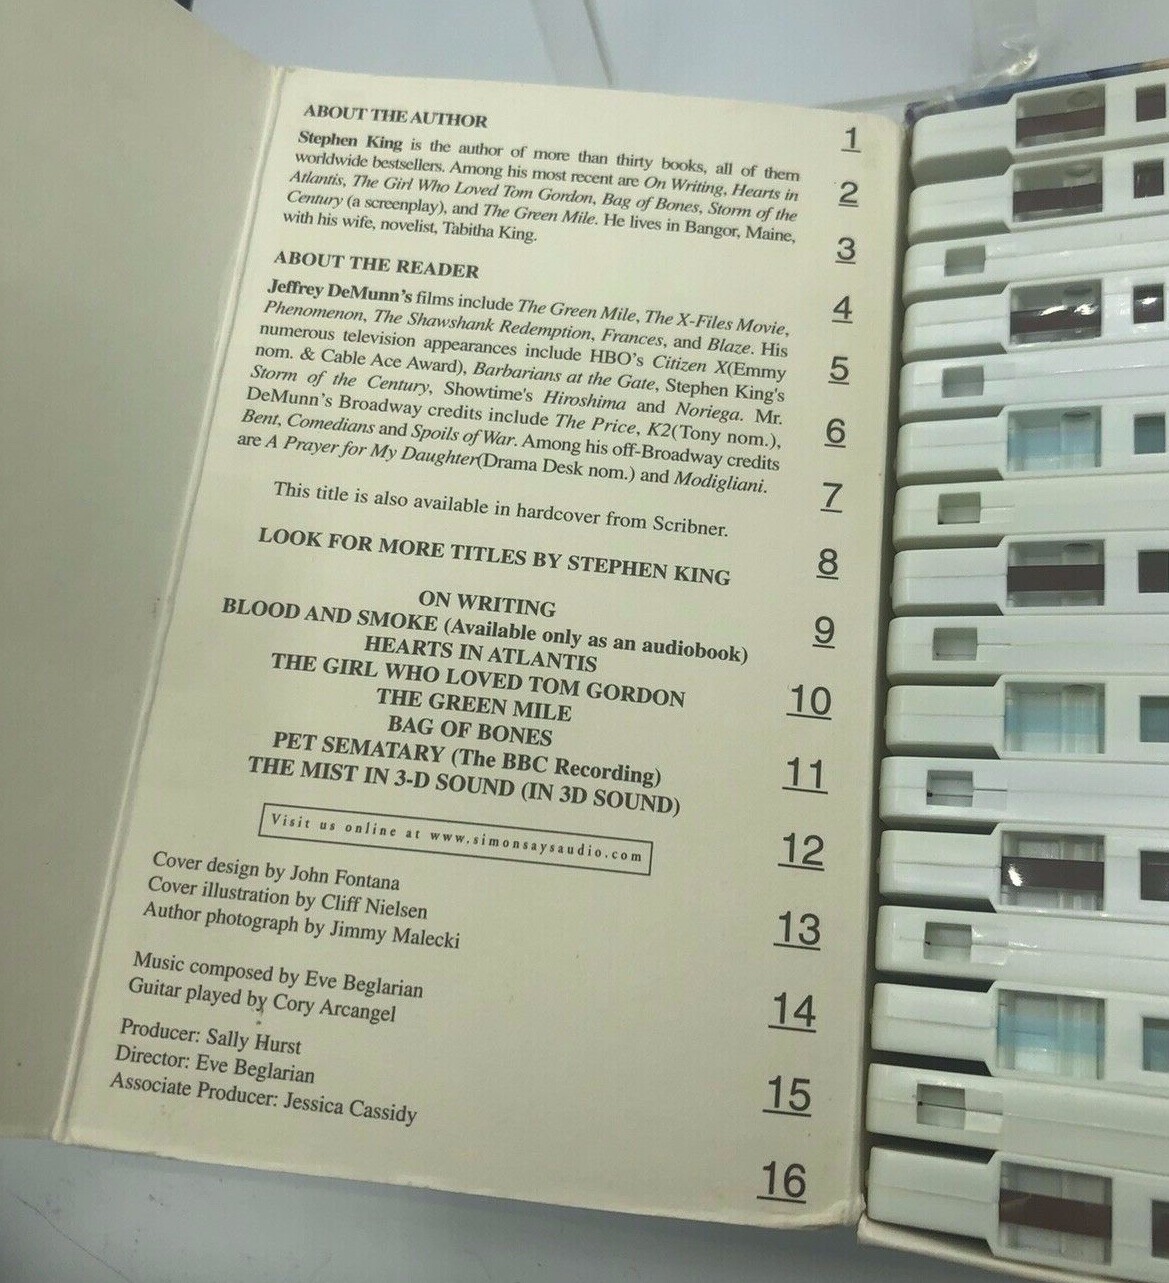 ABOUT THE AUTHOR
Stephen King is the author of more than thirty books, all of them
worldwide bestsellers. Among his most recent are On Writing, Hearts in
Atlantis, The Girl Who Loved Tom Gordon, Bag of Bones, Storm of the
Century (a screenplay), and The Green Mile. He lives in Bangor, Maine,
with his wife, novelist, Tabitha King.
ABOUT THE READER
Jeffrey DeMunn's films include The Green Mile, The X-Files Movie,
Phenomenon, The Shawshank Redemption, Frances, and Blaze. His
numerous television appearances include HBO's Citizen X(Emmy
nom. & Cable Ace Award), Barbarians at the Gate, Stephen King's
Storm of the Century, Showtime's Hiroshima and Noriega. Mr.
DeMunn's Broadway credits include The Price, K2(Tony nom.),
Bent, Comedians and Spoils of War. Among his off-Broadway credits
are A Prayer for My Daughter(Drama Desk nom.) and Modigliani.
This title is also available in hardcover from Scribner.
LOOK FOR MORE TITLES BY STEPHEN KING
ON WRITING
BLOOD AND SMOKE (Available only as an audiobook)
HEARTS IN ATLANTIS
THE GIRL WHO LOVED TOM GORDON
THE GREEN MILE
BAG OF BONES
PET SEMATARY (The BBC Recording)
THE MIST IN 3-D SOUND (IN 3D SOUND)
Visit us online at www.simonsaysaudio.com
Cover design by John Fontana
Cover illustration by Cliff Nielsen
Author photograph by Jimmy Malecki
Music composed by Eve Beglarian
Guitar played by Cory Arcangel
Producer: Sally Hurst
Director: Eve Beglarian
Associate Producer: Jessica Cassidy
1
2
3
4
5
6
7
8
9
10
11
12
13
14
15
16